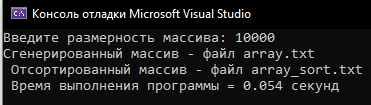 Консоль отладки Microsoft Visual Studio
Введите размерность массива: 10000
Сгенерированный массив - файл array.txt
Отсортированный массив - файл array_sort.txt
Время выполнения программы = 0.054 секунд